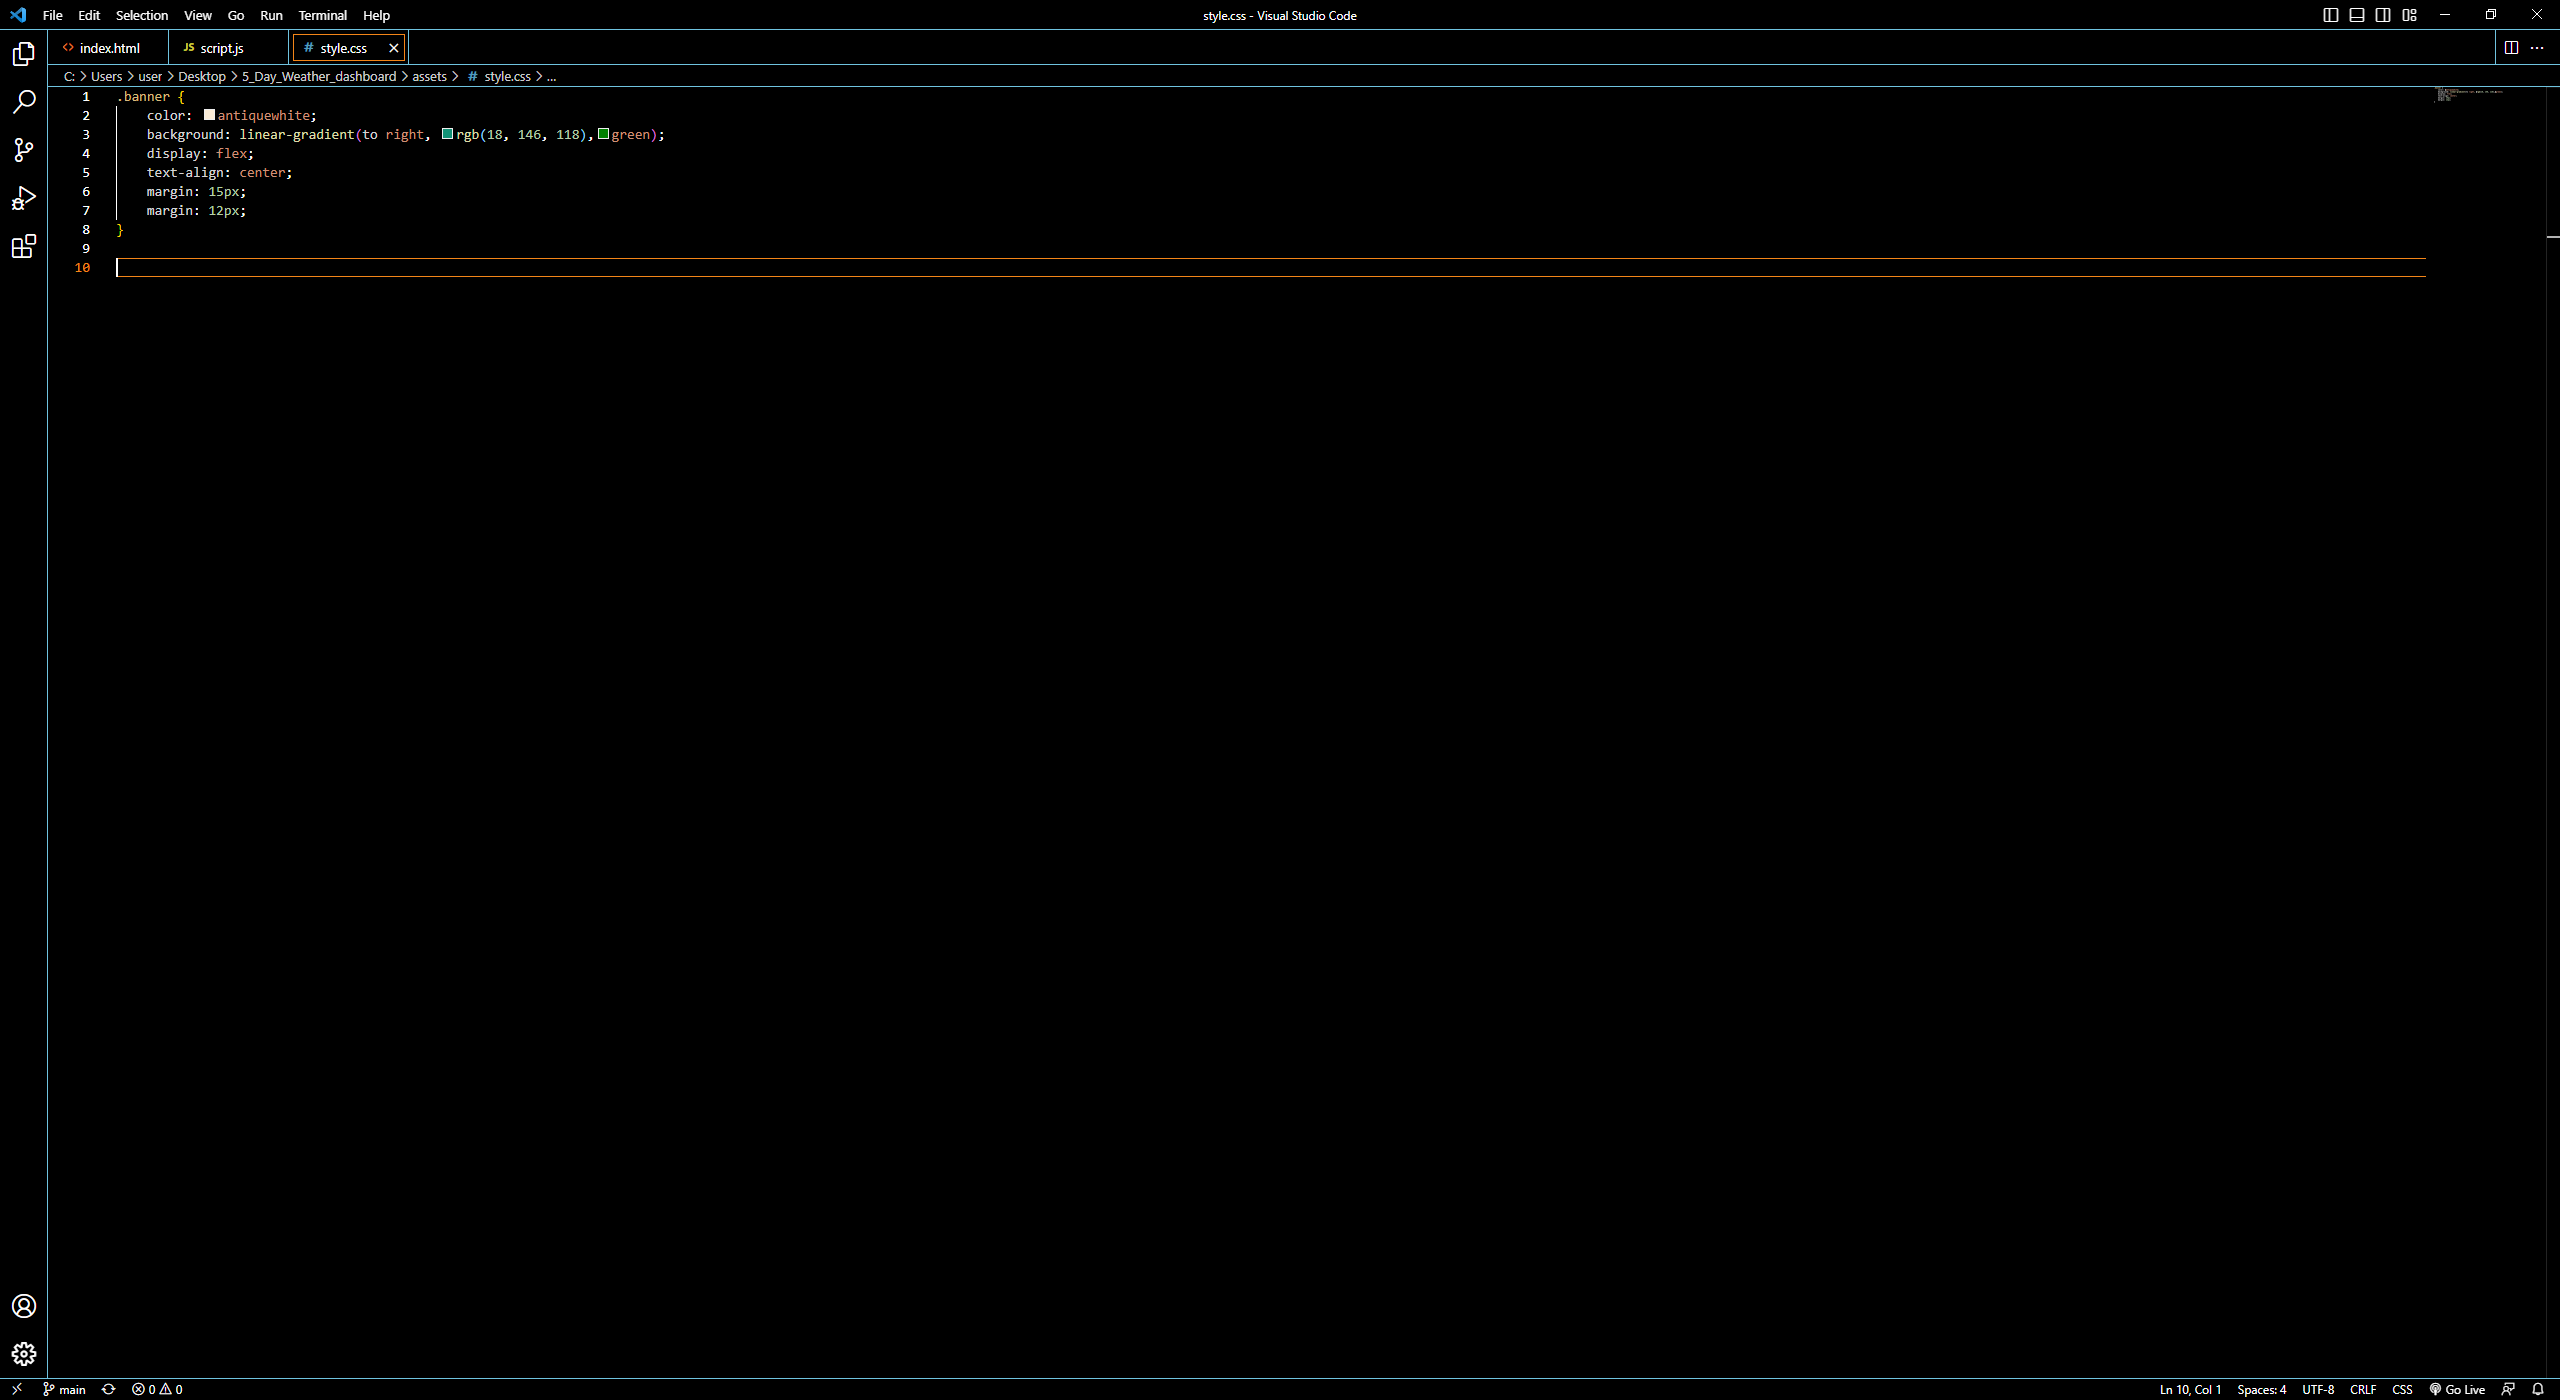 File Edit Selection View Go Run Terminal Help
style.css - Visual Studio Code
<> index.html
JS script.js
# style.css
C: > Users > user > Desktop > 5_Day_Weather_dashboard > assets > # style.css > ...
1 .banner {
2 color: antiquewhite;
3 background: linear-gradient(to right, rgb(18, 146, 118),green);
4 display: flex;
5 text-align: center;
6 margin: 15px;
7 margin: 12px;
8 }
9
10
main 0 0
Ln 10, Col 1 Spaces: 4 UTF-8 CRLF CSS Go Live